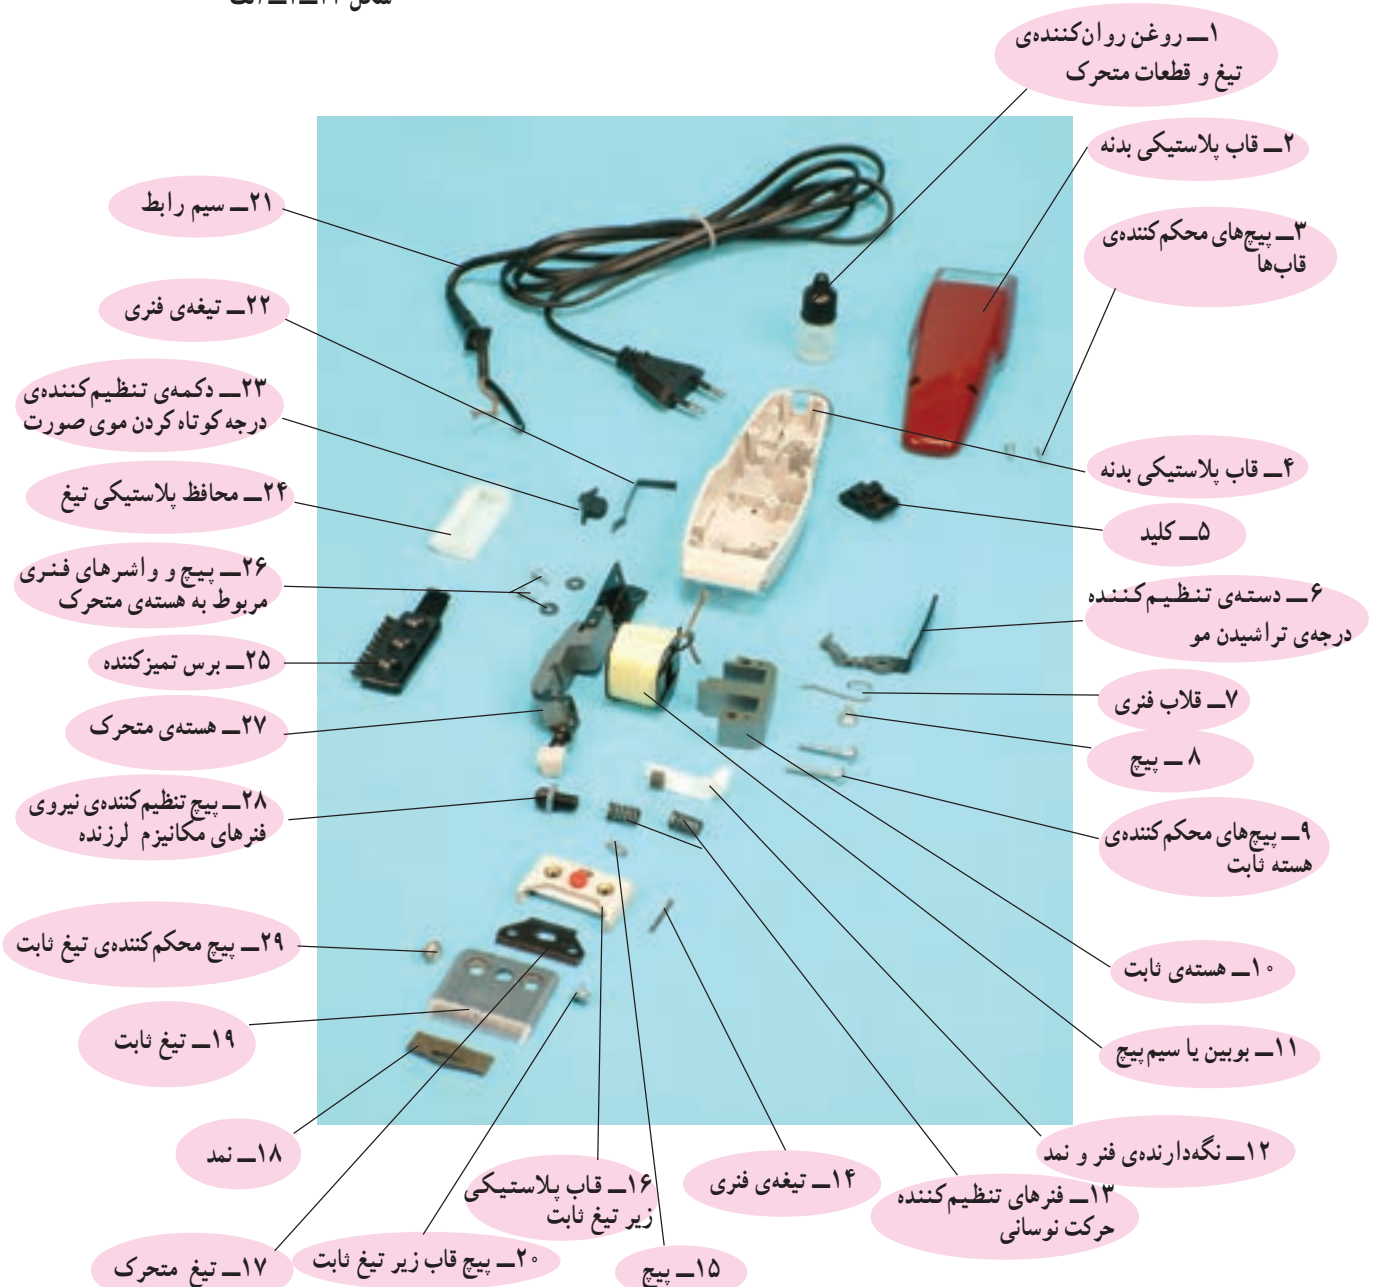 ۱ــ روغن روان‌کننده‌ی
تیغ و قطعات متحرک
۲ــ قاب پلاستیکی بدنه
۳ــ پیچ‌های محکم‌کننده‌ی
قاب‌ها
۴ــ قاب پلاستیکی بدنه
۵ــ کلید
۶ــ دسته‌ی تنظیم‌کننده
درجه‌ی تراشیدن مو
۷ــ قلاب فنری
۸ ــ پیچ
۹ــ پیچ‌های محکم‌کننده‌ی
هسته ثابت
۱۰ــ هسته‌ی ثابت
۱۱ــ بوبین یا سیم‌پیچ
۱۲ــ نگه‌دارنده‌ی فنر و نمد
۱۳ــ فنرهای تنظیم‌کننده
حرکت نوسانی
۱۴ــ تیغه‌ی فنری
۱۵ــ پیچ
۱۶ــ قاب پلاستیکی
زیر تیغ ثابت
۱۷ــ تیغ متحرک
۱۸ــ نمد
۱۹ــ تیغ ثابت
۲۰ــ پیچ قاب زیر تیغ ثابت
۲۱ــ سیم رابط
۲۲ــ تیغه‌ی فنری
۲۳ــ دکمه‌ی تنظیم‌کننده‌ی
درجه کوتاه کردن موی صورت
۲۴ــ محافظ پلاستیکی تیغ
۲۶ــ پیچ و واشرهای فنری
مربوط به هسته‌ی متحرک
۲۵ــ برس تمیزکننده
۲۷ــ هسته‌ی متحرک
۲۸ــ پیچ تنظیم‌کننده‌ی نیروی
فنرهای مکانیزم لرزنده
۲۹ــ پیچ محکم‌کننده‌ی تیغ ثابت